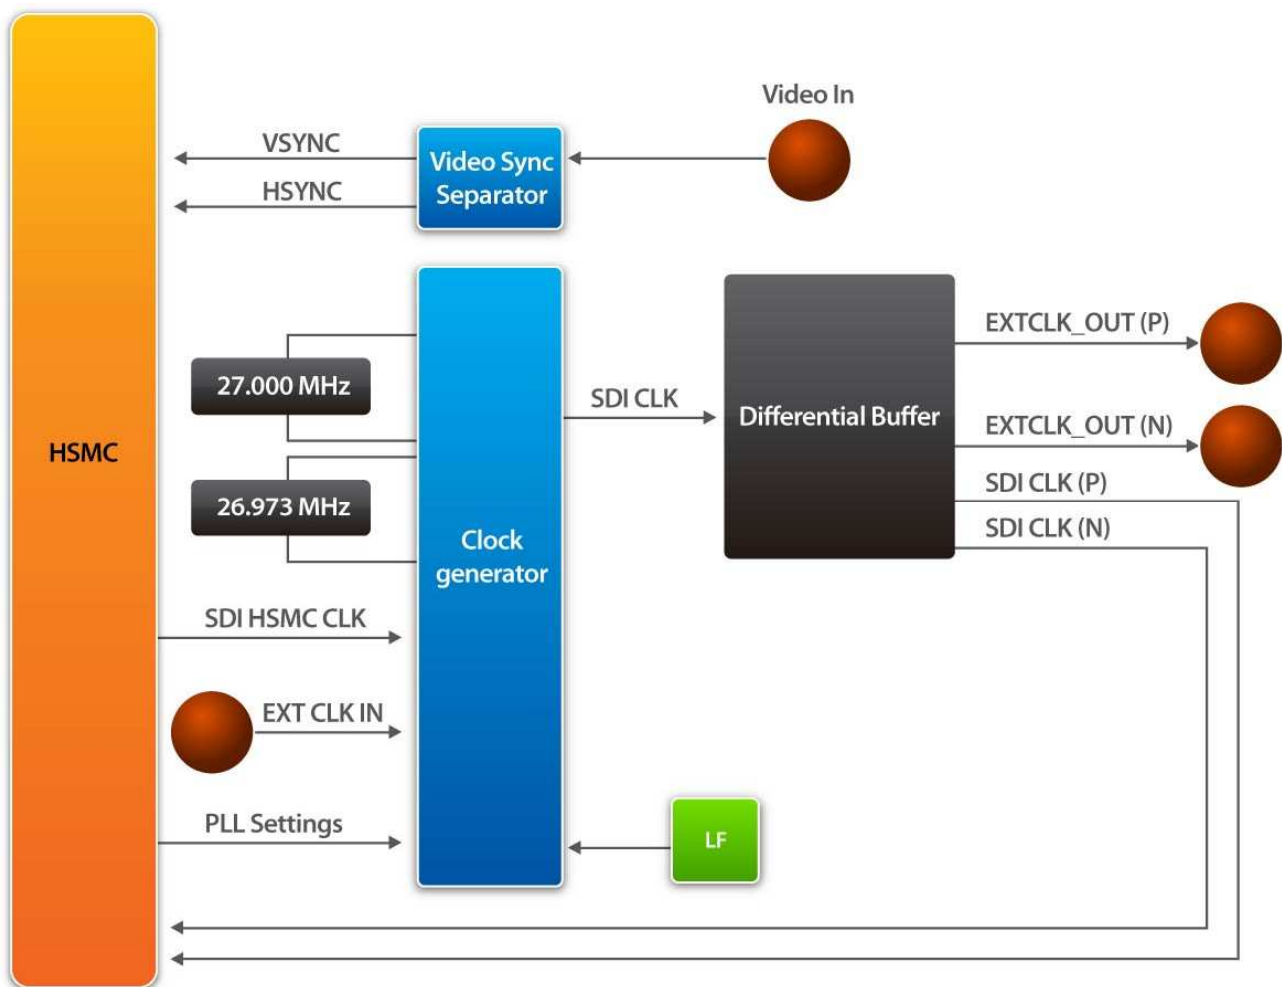 Video In
VSYNC
Video Sync
Separator
HSYNC
EXTCLK_OUT (P)
27.000 MHz
SDI CLK
Differential Buffer
EXTCLK_OUT (N)
HSMC
SDI CLK (P)
26.973 MHz
SDI CLK (N)
Clock
generator
SDI HSMC CLK
EXT CLK IN
PLL Settings
LF